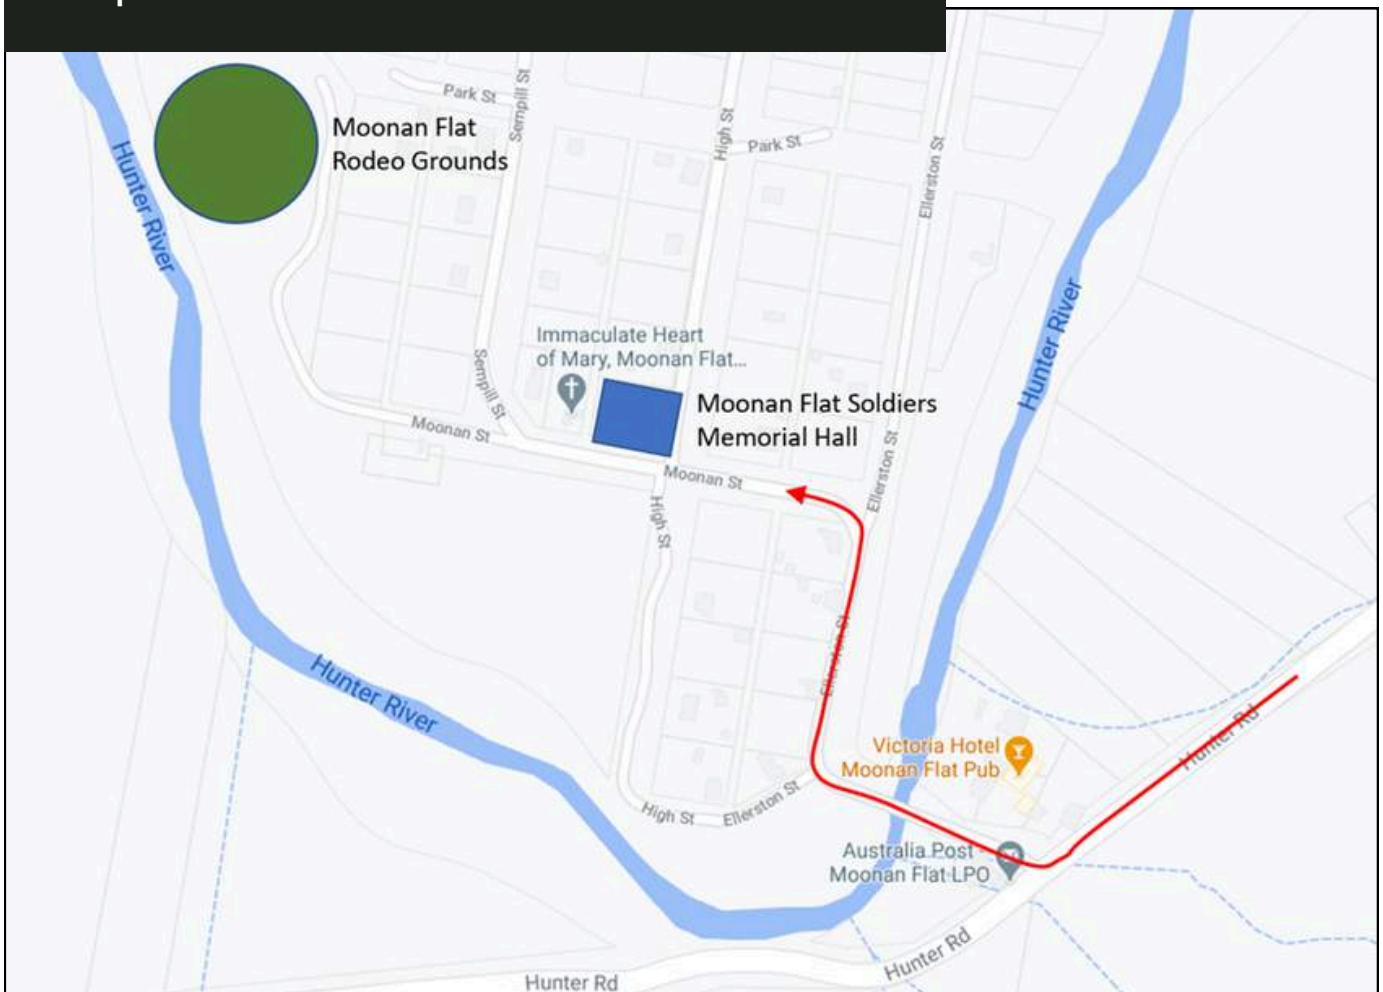 Park St
Sempill St
High St
Park St
Ellerston St
Moonan Flat
Rodeo Grounds
Hunter River
Hunter River
Immaculate Heart
of Mary, Moonan Flat...
Sempill St
Moonan Flat Soldiers
Memorial Hall
Moonan St
Moonan St
Ellerston St
High St
Ellerston St
Hunter River
Hunter Rd
Victoria Hotel
Moonan Flat Pub
High St
Ellerston St
Australia Post -
Moonan Flat LPO
Hunter Rd
Hunter Rd